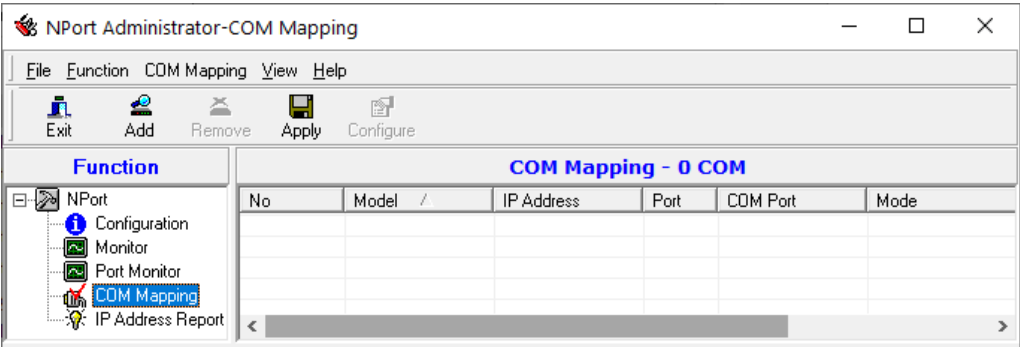 NPort Administrator-COM Mapping
File Function COM Mapping View Help
Exit Add Remove Apply Configure
Function
COM Mapping - 0 COM
NPort
Configuration
Monitor
Port Monitor
COM Mapping
IP Address Report
No Model IP Address Port COM Port Mode